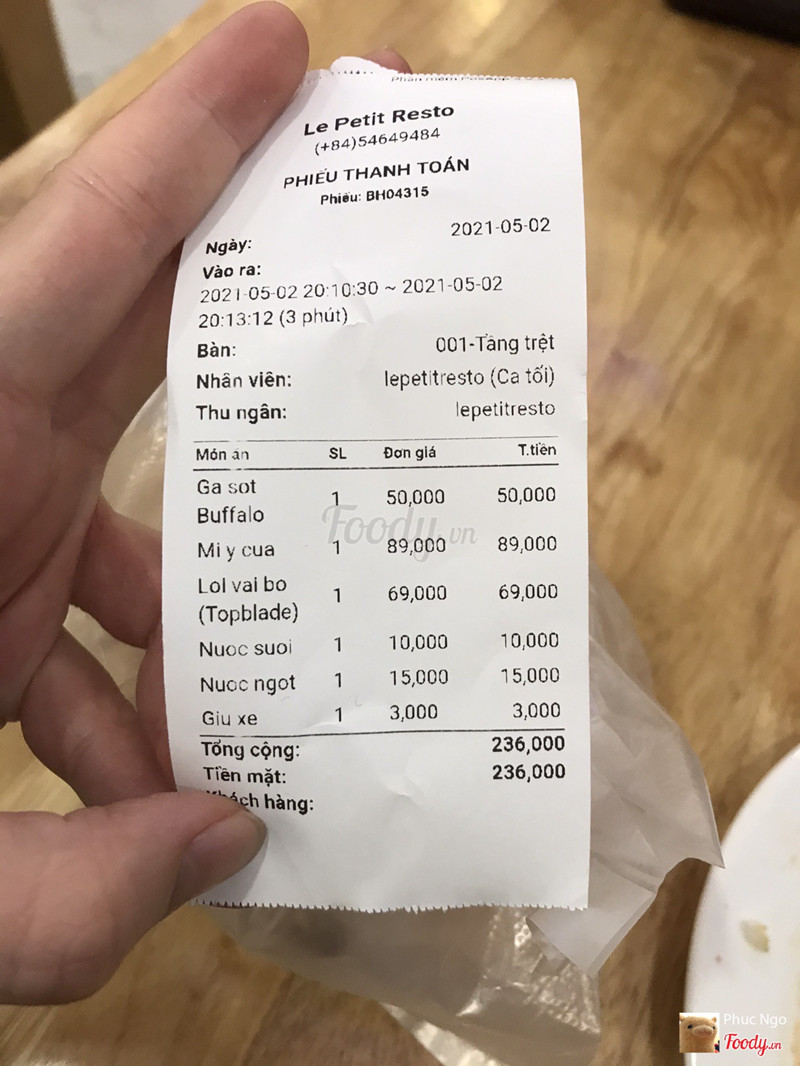 Le Petit Resto
(+84)54649484
PHIẾU THANH TOÁN
Phiếu: BH04315
Ngày: 2021-05-02
Vào ra:
2021-05-02 20:10:30 ~ 2021-05-02
20:13:12 (3 phút)
Bàn: 001-Tầng trệt
Nhân viên: lepetitresto (Ca tối)
Thu ngân: lepetitresto
Món ăn SL Đơn giá T.tiền
Ga sot
Buffalo 1 50,000 50,000
Mi y cua 1 89,000 89,000
Loi vai bo
(Topblade) 1 69,000 69,000
Nuoc suoi 1 10,000 10,000
Nuoc ngot 1 15,000 15,000
Giu xe 1 3,000 3,000
Tổng cộng: 236,000
Tiền mặt: 236,000
Khách hàng:
Foody.vn
Phuc Ngo
Foody.vn